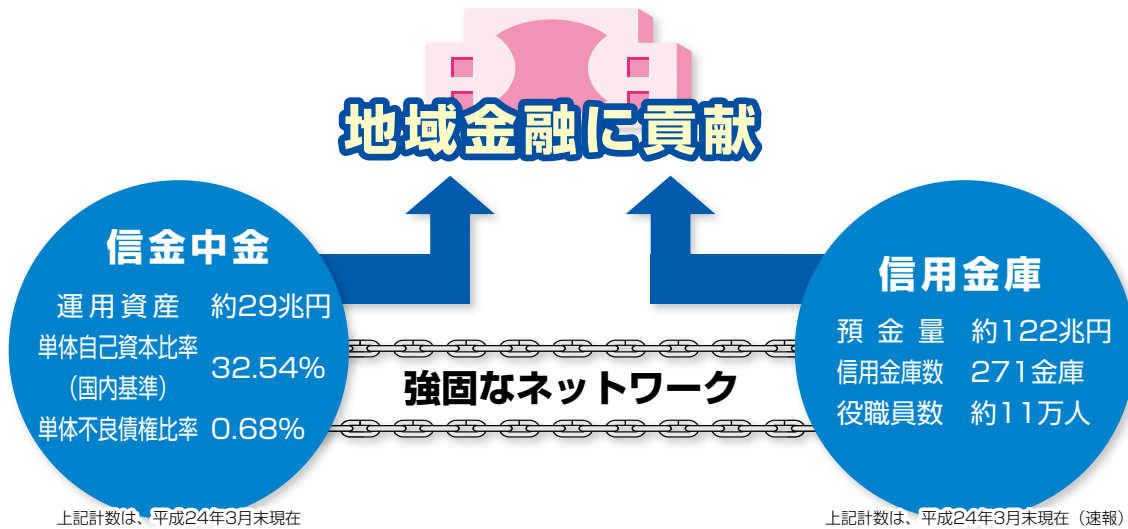 地域金融に貢献
信金中金
運用資産 約29兆円
単体自己資本比率
（国内基準） 32.54%
単体不良債権比率 0.68%
上記計数は、平成24年3月末現在
強固なネットワーク
信用金庫
預金量 約122兆円
信用金庫数 271金庫
役職員数 約11万人
上記計数は、平成24年3月末現在（速報）